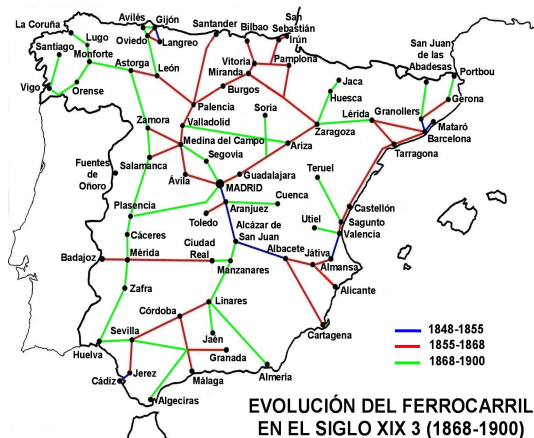 La Coruña
Lugo
Santiago
Monforte
Vigo
Orense
Avilés
Gijón
Oviedo
Langreo
Astorga
León
Santander
Bilbao
San
Sebastián
Irún
Vitoria
Pamplona
Miranda
Burgos
Palencia
Jaca
Huesca
San Juan
de las
Abadesas
Portbou
Gerona
Granollers
Lérida
Mataró
Barcelona
Tarragona
Zaragoza
Soria
Valladolid
Zamora
Medina del Campo
Ariza
Segovia
Salamanca
Fuentes
de
Oñoro
Ávila
Guadalajara
MADRID
Teruel
Cuenca
Aranjuez
Toledo
Plasencia
Castellón
Sagunto
Utiel
Valencia
Cáceres
Alcázar de
San Juan
Ciudad
Real
Albacete
Játiva
Badajoz
Mérida
Manzanares
Almansa
Alicante
Zafra
Linares
Córdoba
Cartagena
Sevilla
Jaén
Huelva
Granada
Jerez
Cádiz
Málaga
Almeria
Algeciras
1848-1855
1855-1868
1868-1900
EVOLUCIÓN DEL FERROCARRIL
EN EL SIGLO XIX 3 (1868-1900)